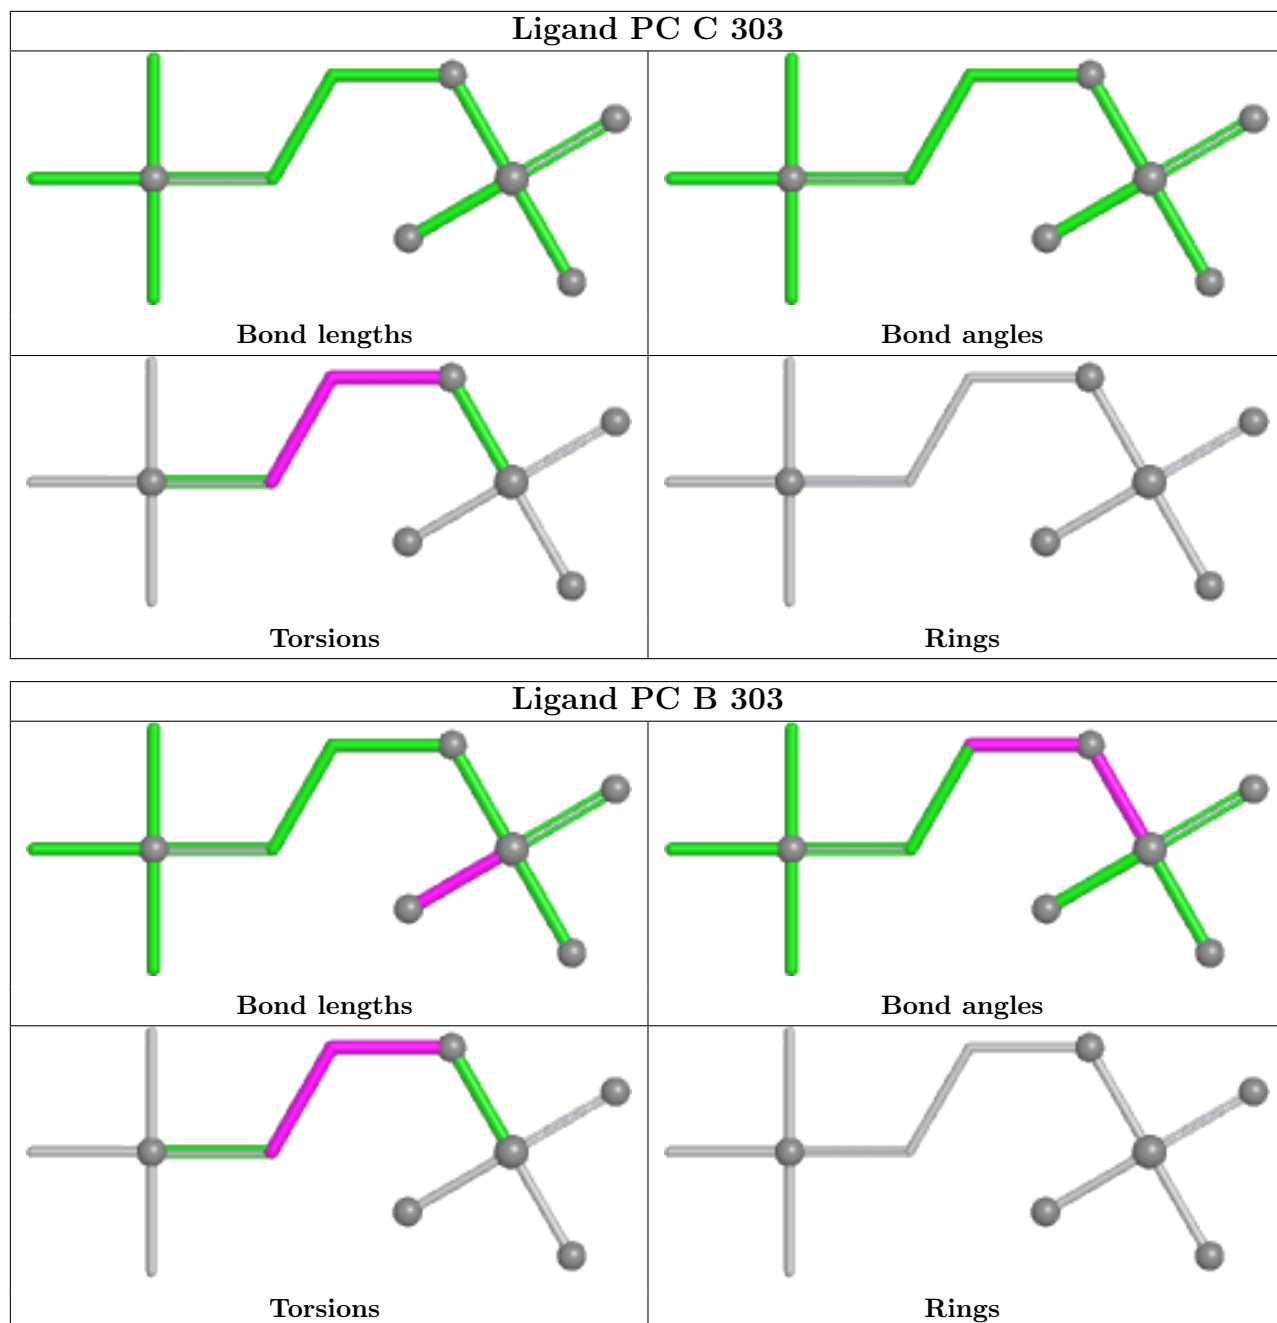 Ligand PC C 303
Bond lengths
Bond angles
Torsions
Rings
Ligand PC B 303
Bond lengths
Bond angles
Torsions
Rings